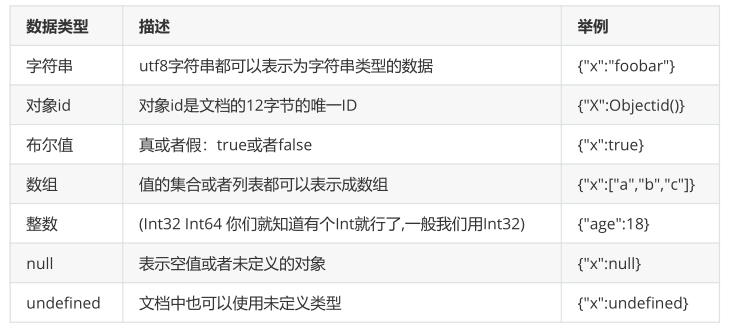 数据类型 描述 举例
字符串 utf8字符串都可以表示为字符串类型的数据 {"x":"foobar"}
对象id 对象id是文档的12字节的唯一ID {"X":Objectid()}
布尔值 真或者假：true或者false {"x":true}
数组 值的集合或者列表都可以表示成数组 {"x":["a","b","c"]}
整数 (Int32 Int64 你们就知道有个Int就行了,一般我们用Int32) {"age":18}
null 表示空值或者未定义的对象 {"x":null}
undefined 文档中也可以使用未定义类型 {"x":undefined}